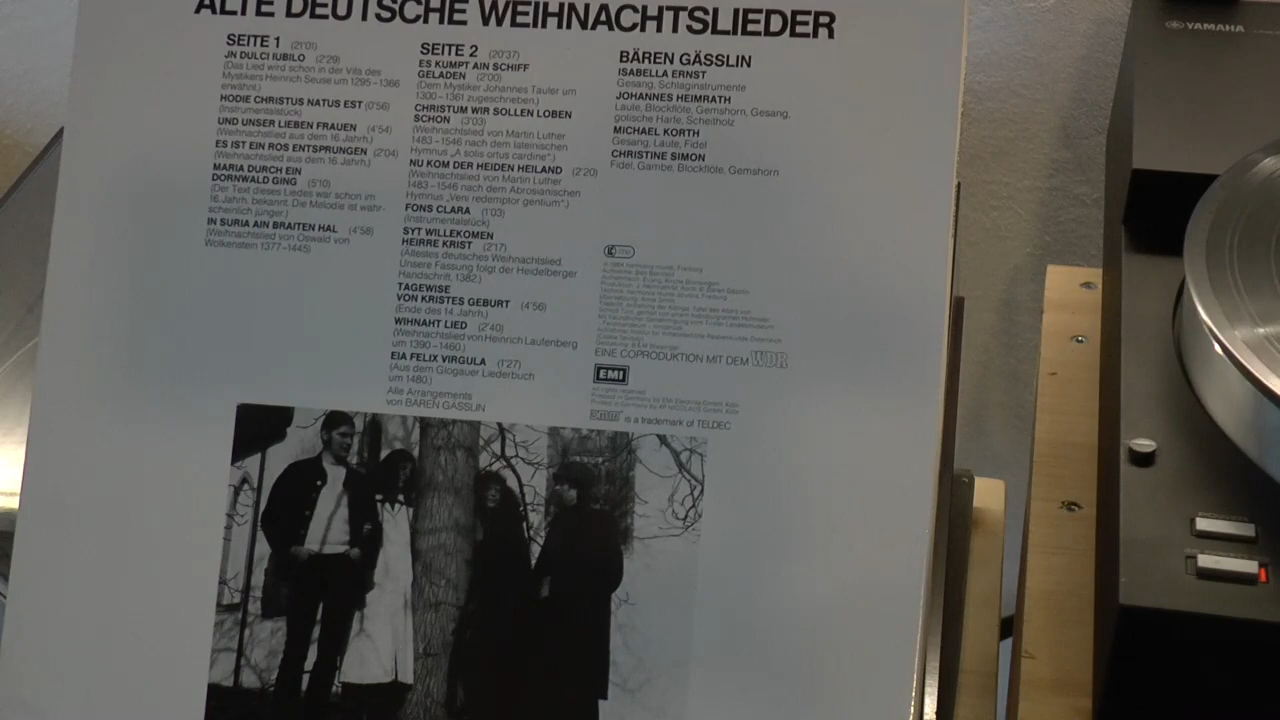 ALTE DEUTSCHE WEIHNACHTSLIEDER
SEITE 1 (21'01)
JN DULCI IUBILO (2'29)
(Das Lied wird schon in der Vita des
Mystikers Heinrich Seuse um 1295–1366
erwähnt.)
HODIE CHRISTUS NATUS EST (0'56)
(Instrumentalstück)
UND UNSER LIEBEN FRAUEN (4'54)
(Weihnachstlied aus dem 16. Jahrh.)
ES IST EIN ROS ENTSPRUNGEN (2'04)
(Weihnachtslied aus dem 16. Jahrh.)
MARIA DURCH EIN
DORNWALD GING (5'10)
(Der Text dieses Liedes war schon im
16. Jahrh. bekannt. Die Melodie ist wahr-
scheinlich jünger.)
IN SURIA AIN BRAITEN HAL (4'58)
(Weihnachtslied von Oswald von
Wolkenstein 1377–1445)
SEITE 2 (20'37)
ES KUMPT AIN SCHIFF
GELADEN (2'00)
(Dem Mystiker Johannes Tauler um
1300–1361 zugeschrieben.)
CHRISTUM WIR SOLLEN LOBEN
SCHON (3'03)
(Weihnachtslied von Martin Luther
1483–1546 nach dem lateinischen
Hymnus „A solis ortus cardine".)
NU KOM DER HEIDEN HEILAND (2'20)
(Weihnachtslied von Martin Luther
1483–1546 nach dem Abrosianischen
Hymnus „Veni redemptor gentium".)
FONS CLARA (1'03)
(Instrumentalstück)
SYT WILLEKOMEN
HEIRRE KRIST (2'17)
(Ältestes deutsches Weihnachtslied.
Unsere Fassung folgt der Heidelberger
Handschrift, 1382.)
TAGEWISE
VON KRISTES GEBURT (4'56)
(Ende des 14. Jahrh.)
WIHNAHT LIED (2'40)
(Weihnachtslied von Heinrich Laufenberg
um 1390–1460.)
EIA FELIX VIRGULA (1'27)
(Aus dem Glogauer Liederbuch
um 1480.)
Alle Arrangements
von BÄREN GÄSSLIN
BÄREN GÄSSLIN
ISABELLA ERNST
Gesang, Schlaginstrumente
JOHANNES HEIMRATH
Laute, Blockflöte, Gemshorn, Gesang,
gotische Harfe, Scheitholz
MICHAEL KORTH
Gesang, Laute, Fidel
CHRISTINE SIMON
Fidel, Gambe, Blockflöte, Gemshorn
EINE COPRODUKTION MIT DEM WDR
EMI
All rights reserved
DMM is a trademark of TELDEC
YAMAHA